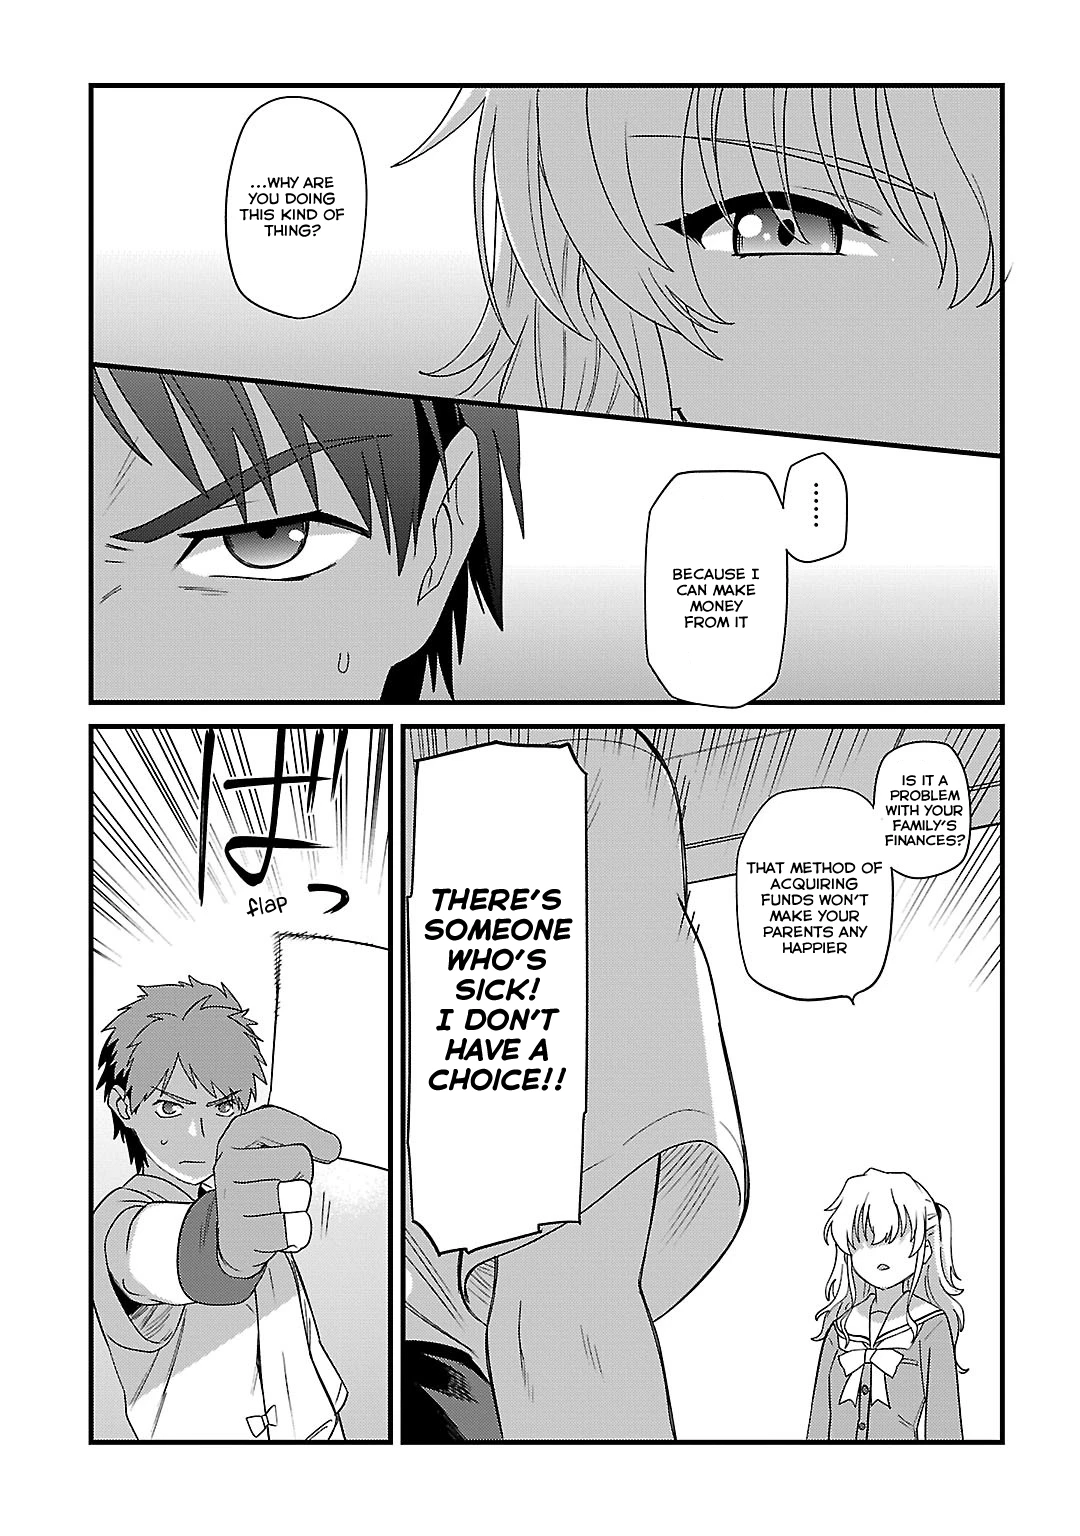 ...WHY ARE
YOU DOING
THIS KIND OF
THING?
......
BECAUSE I
CAN MAKE
MONEY
FROM IT
IS IT A
PROBLEM
WITH YOUR
FAMILY'S
FINANCES?
THAT METHOD OF
ACQUIRING
FUNDS WON'T
MAKE YOUR
PARENTS ANY
HAPPIER
THERE'S
SOMEONE
WHO'S
SICK!
I DON'T
HAVE A
CHOICE!!
ばっ
flap